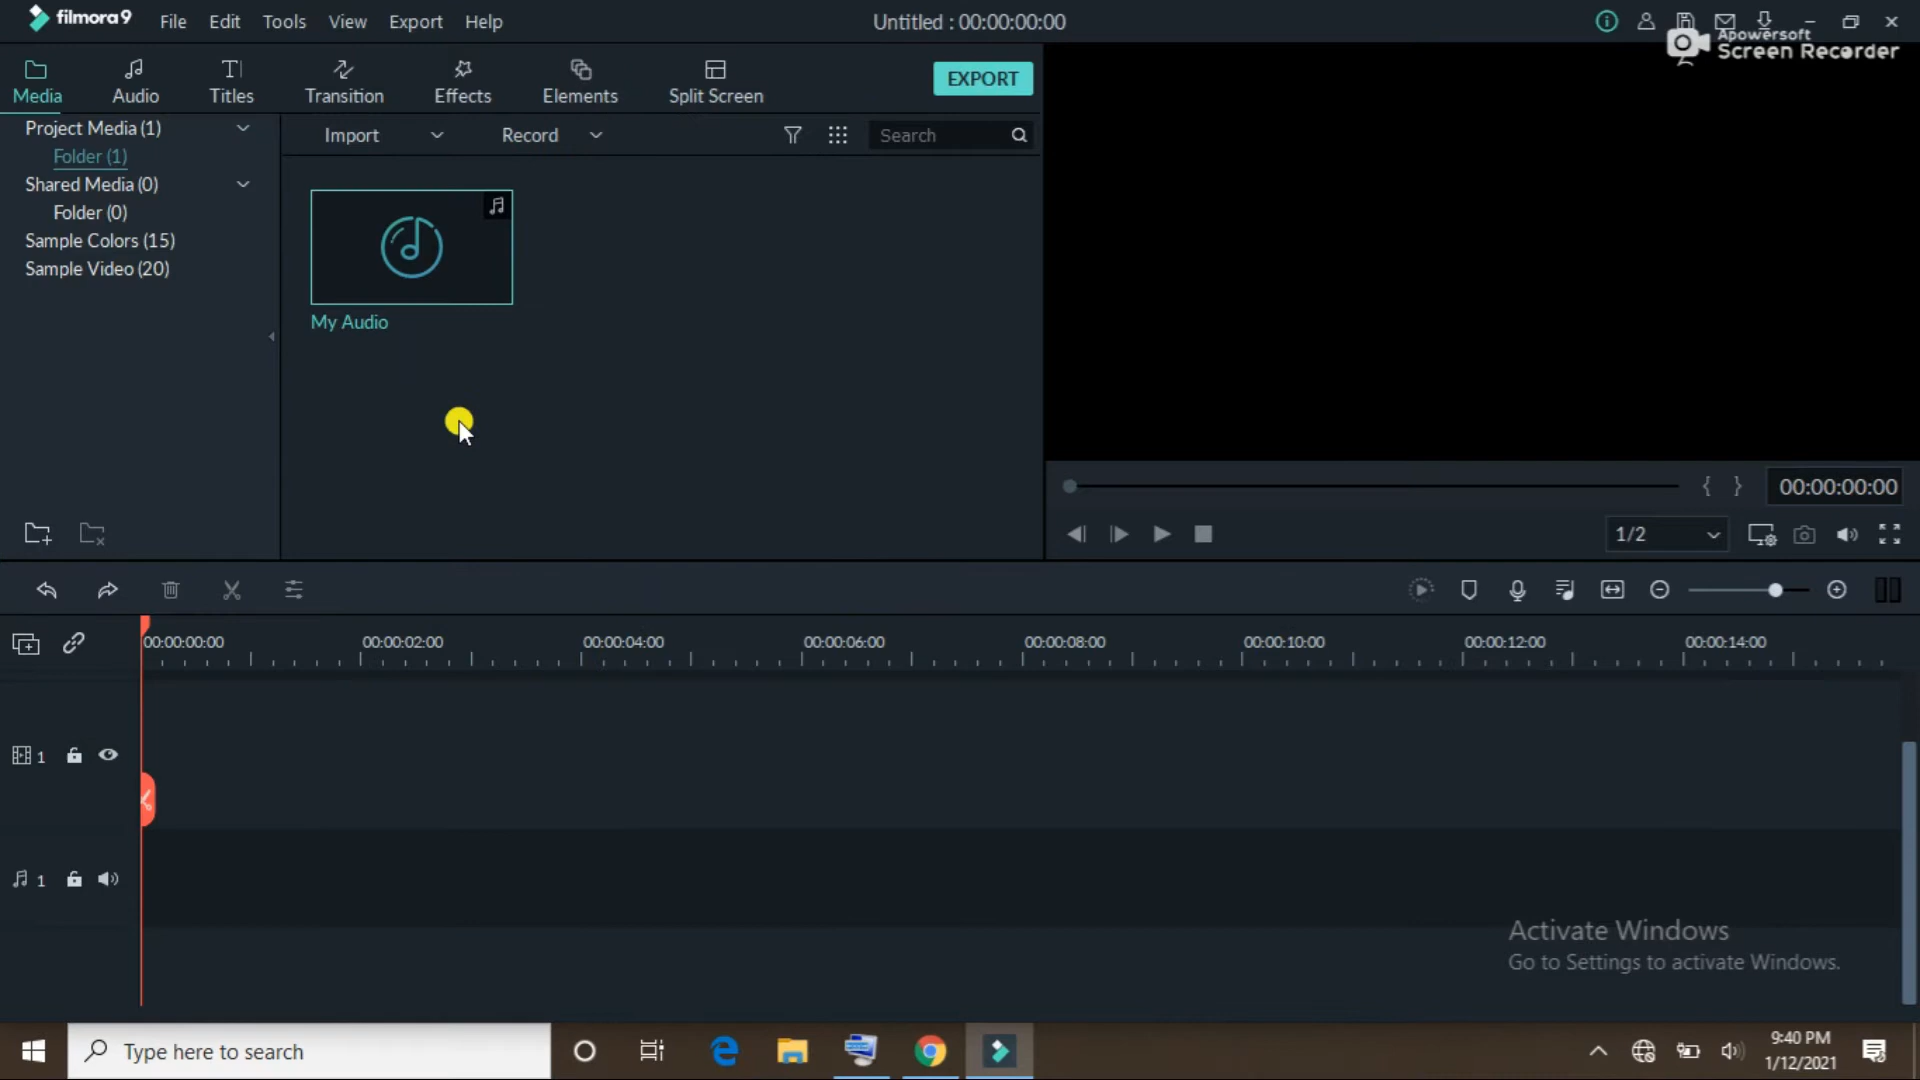 filmora9 File Edit Tools View Export Help Untitled : 00:00:00:00
Apowersoft
Screen Recorder
Media Audio Titles Transition Effects Elements Split Screen EXPORT
Project Media (1) Import Record Search
Folder (1)
Shared Media (0)
Folder (0)
Sample Colors (15)
Sample Video (20)
My Audio
00:00:00:00
1/2
00:00:00:00 00:00:02:00 00:00:04:00 00:00:06:00 00:00:08:00 00:00:10:00 00:00:12:00 00:00:14:00
1
1
Activate Windows
Go to Settings to activate Windows.
Type here to search
9:40 PM
1/12/2021